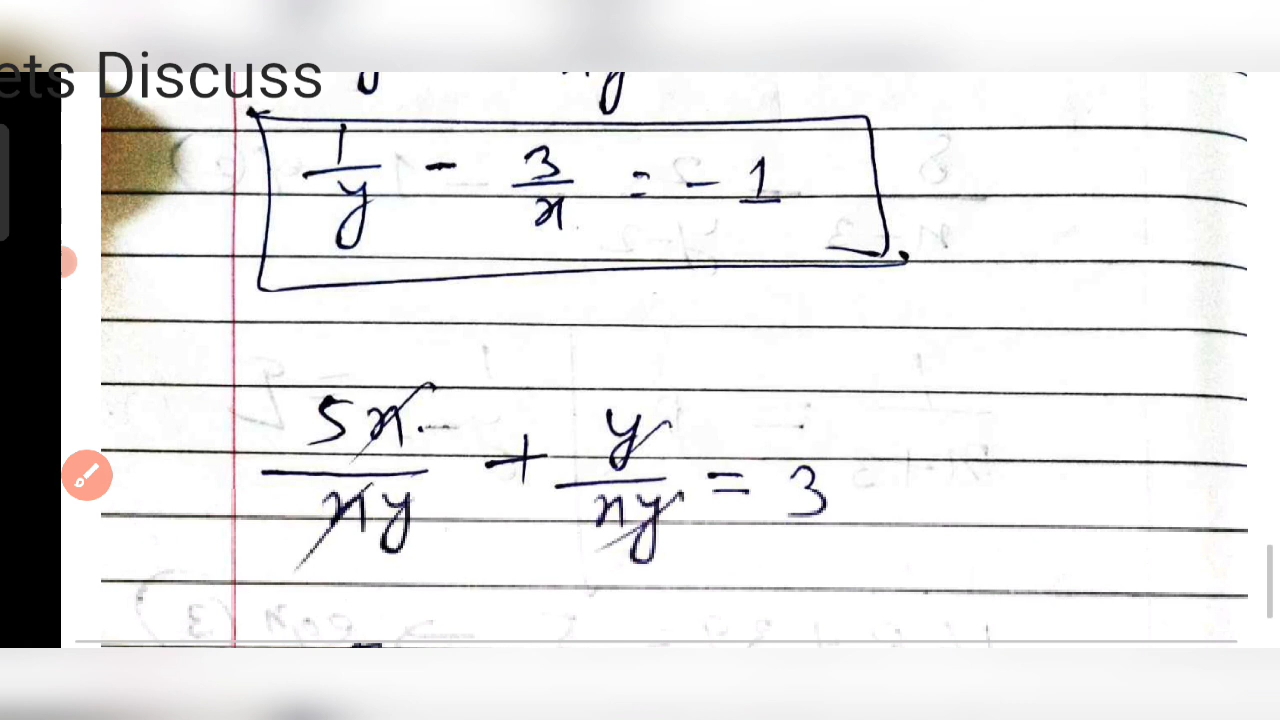 ets Discuss
1/y - 3/x = - 1
5x/xy + y/xy = 3